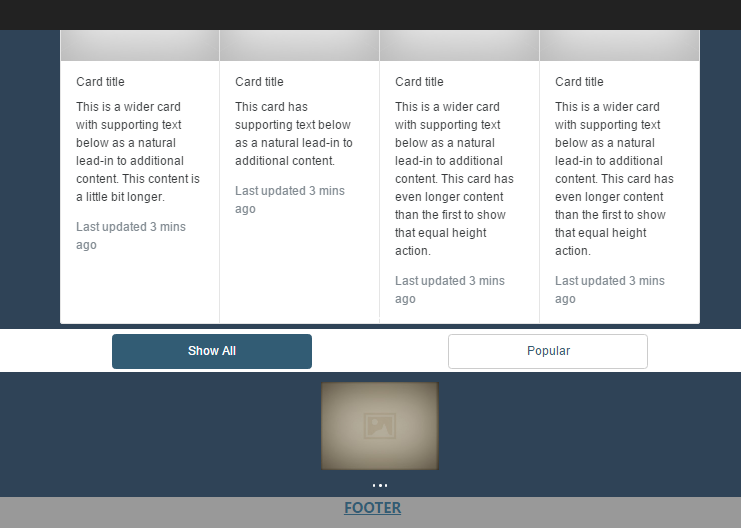 Card title
This is a wider card
with supporting text
below as a natural
lead-in to additional
content. This content is
a little bit longer.
Last updated 3 mins
ago
Card title
This card has
supporting text below
as a natural lead-in to
additional content.
Last updated 3 mins
ago
Card title
This is a wider card
with supporting text
below as a natural
lead-in to additional
content. This card has
even longer content
than the first to show
that equal height
action.
Last updated 3 mins
ago
Card title
This is a wider card
with supporting text
below as a natural
lead-in to additional
content. This card has
even longer content
than the first to show
that equal height
action.
Last updated 3 mins
ago
Show All
Popular
...
FOOTER